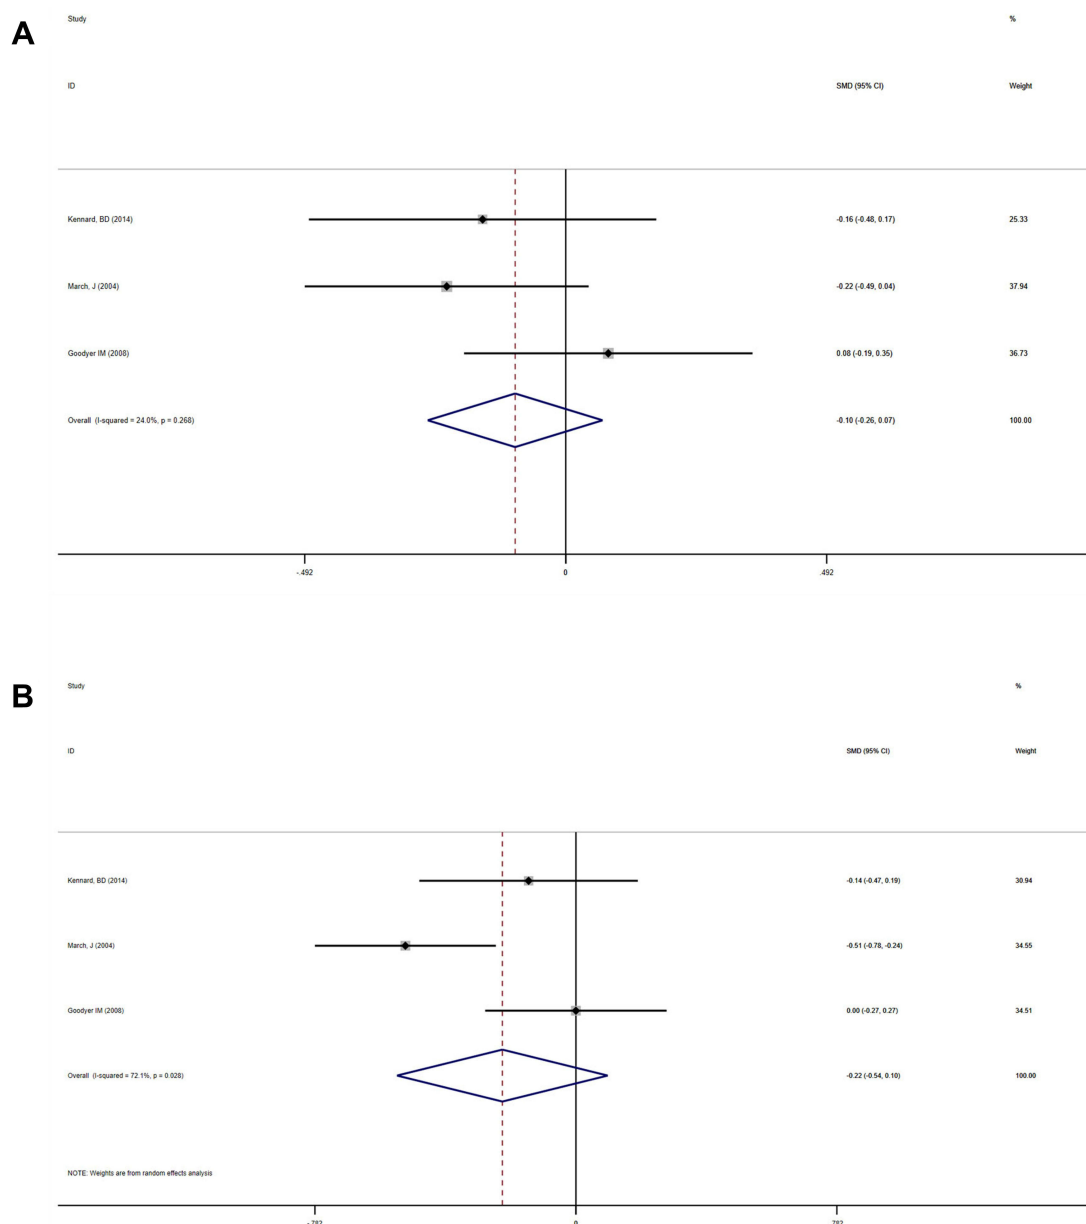 A
Study %
ID SMD (95% CI) Weight
Kennard, BD (2014) -0.16 (-0.48, 0.17) 25.33
March, J (2004) -0.22 (-0.49, 0.04) 37.94
Goodyer IM (2008) 0.08 (-0.19, 0.35) 36.73
Overall (I-squared = 24.0%, p = 0.268) -0.10 (-0.26, 0.07) 100.00
-.492 0 .492
B
Study %
ID SMD (95% CI) Weight
Kennard, BD (2014) -0.14 (-0.47, 0.19) 30.94
March, J (2004) -0.51 (-0.78, -0.24) 34.55
Goodyer IM (2008) 0.00 (-0.27, 0.27) 34.51
Overall (I-squared = 72.1%, p = 0.028) -0.22 (-0.54, 0.10) 100.00
NOTE: Weights are from random effects analysis
-.782 0 .782